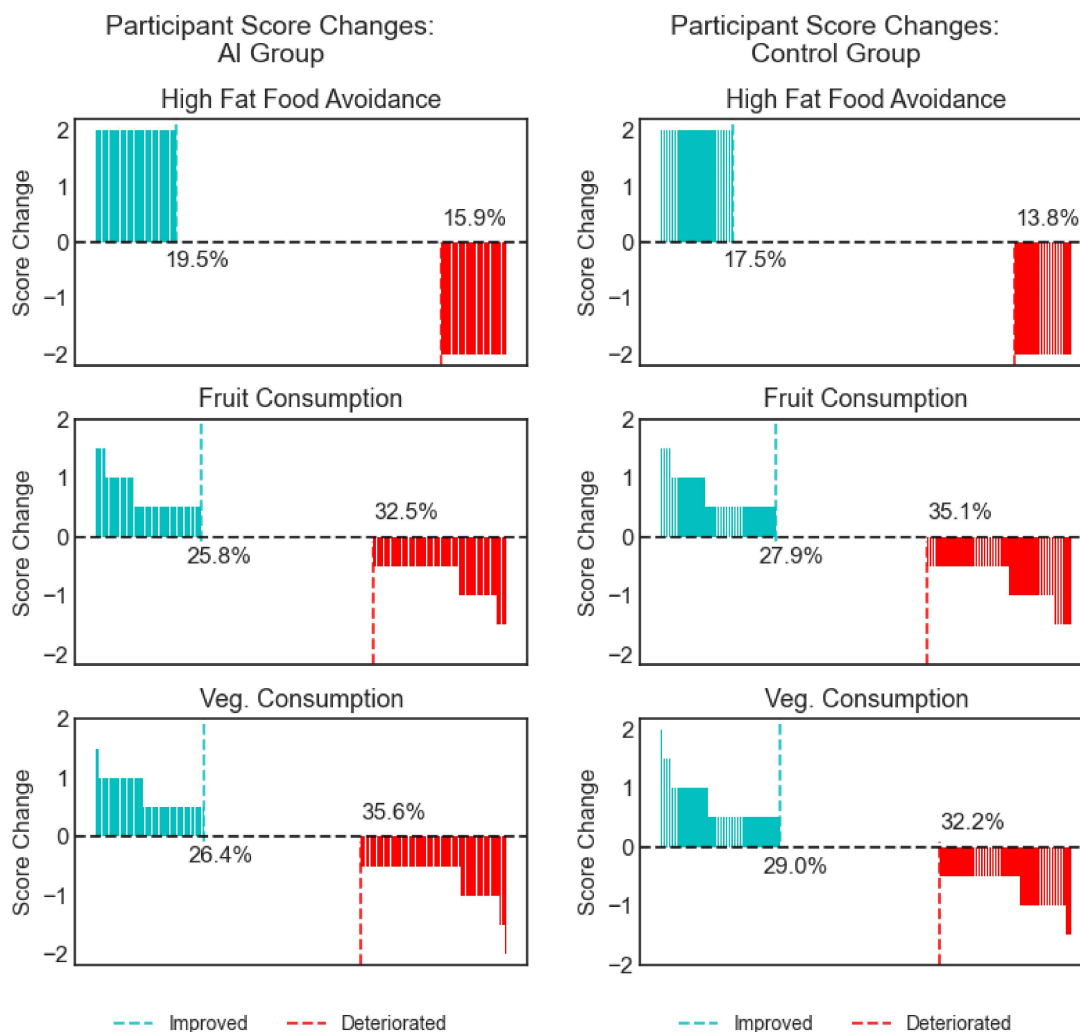 Participant Score Changes:
AI Group
Participant Score Changes:
Control Group
High Fat Food Avoidance
High Fat Food Avoidance
Score Change
2
1
0
−1
−2
19.5%
15.9%
Score Change
2
1
0
−1
−2
17.5%
13.8%
Fruit Consumption
Fruit Consumption
Score Change
2
1
0
−1
−2
25.8%
32.5%
Score Change
2
1
0
−1
−2
27.9%
35.1%
Veg. Consumption
Veg. Consumption
Score Change
2
1
0
−1
−2
26.4%
35.6%
Score Change
2
1
0
−1
−2
29.0%
32.2%
Improved
Deteriorated
Improved
Deteriorated